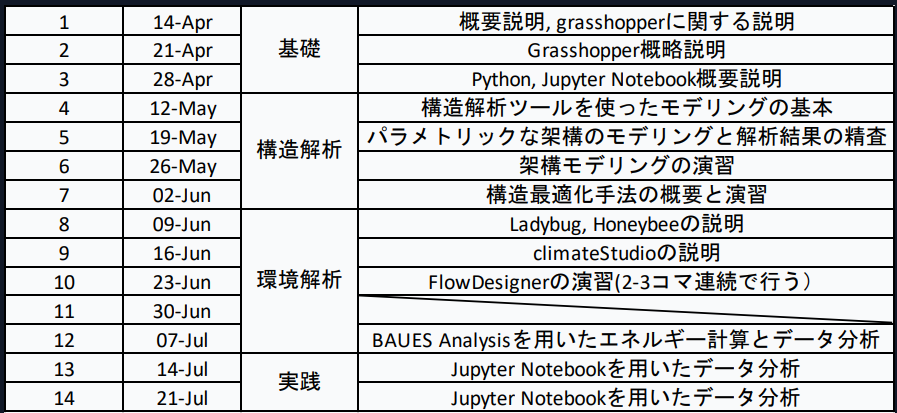 1 14-Apr 基礎 概要説明, grasshopperに関する説明
2 21-Apr Grasshopper概略説明
3 28-Apr Python, Jupyter Notebook概要説明
4 12-May 構造解析 構造解析ツールを使ったモデリングの基本
5 19-May パラメトリックな架構のモデリングと解析結果の精査
6 26-May 架構モデリングの演習
7 02-Jun 構造最適化手法の概要と演習
8 09-Jun 環境解析 Ladybug, Honeybeeの説明
9 16-Jun climateStudioの説明
10 23-Jun FlowDesignerの演習(2-3コマ連続で行う）
11 30-Jun
12 07-Jul BAUES Analysisを用いたエネルギー計算とデータ分析
13 14-Jul 実践 Jupyter Notebookを用いたデータ分析
14 21-Jul Jupyter Notebookを用いたデータ分析